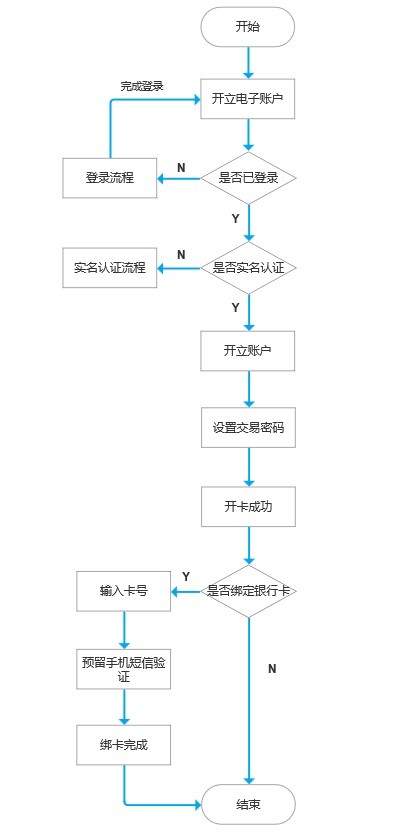 开始
完成登录
开立电子账户
登录流程
N
是否已登录
Y
实名认证流程
N
是否实名认证
Y
开立账户
设置交易密码
开卡成功
输入卡号
Y
是否绑定银行卡
预留手机短信验
证
N
绑卡完成
结束